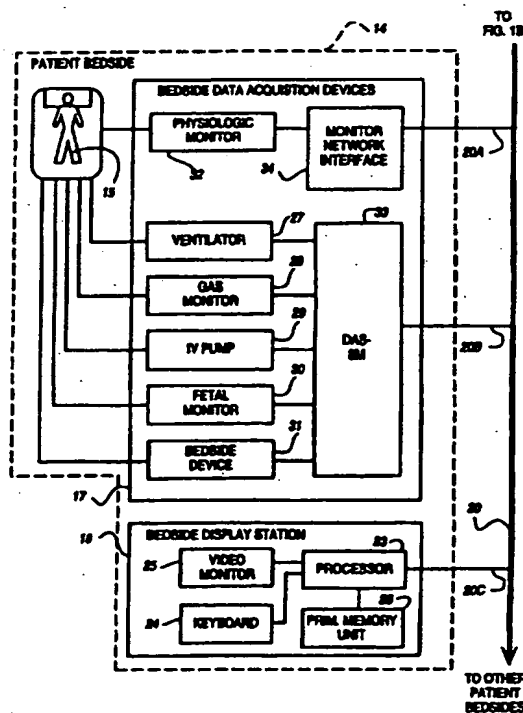 TO
FIG. 1B
14
PATIENT BEDSIDE
BEDSIDE DATA ACQUISTION DEVICES
PHYSIOLOGIC
MONITOR
MONITOR
NETWORK
INTERFACE
15
32
34
20A
27
33
VENTILATOR
GAS
MONITOR
28
29
IV PUMP
DAS-
SM
20B
30
FETAL
MONITOR
31
BEDSIDE
DEVICE
17
20
18
BEDSIDE DISPLAY STATION
23
VIDEO
MONITOR
PROCESSOR
25
26
20C
24
KEYBOARD
PRIM. MEMORY
UNIT
TO OTHER
PATIENT
BEDSIDES